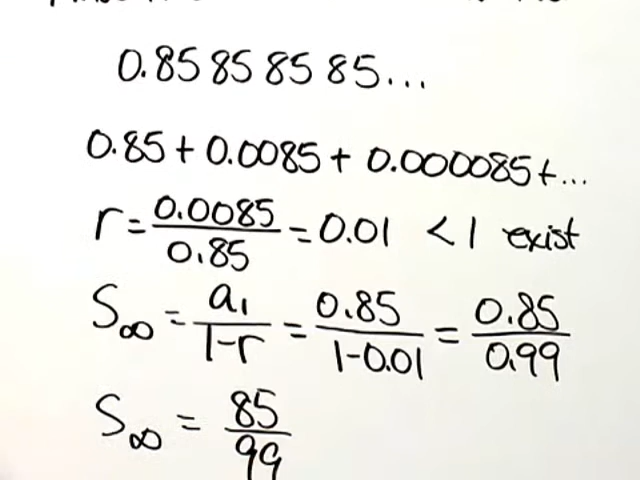 0.85 85 85 85...
0.85 + 0.0085 + 0.000085 + ...
r = 0.0085/0.85 = 0.01 < 1 exist
S∞ = a₁/1-r = 0.85/1-0.01 = 0.85/0.99
S∞ = 85/99